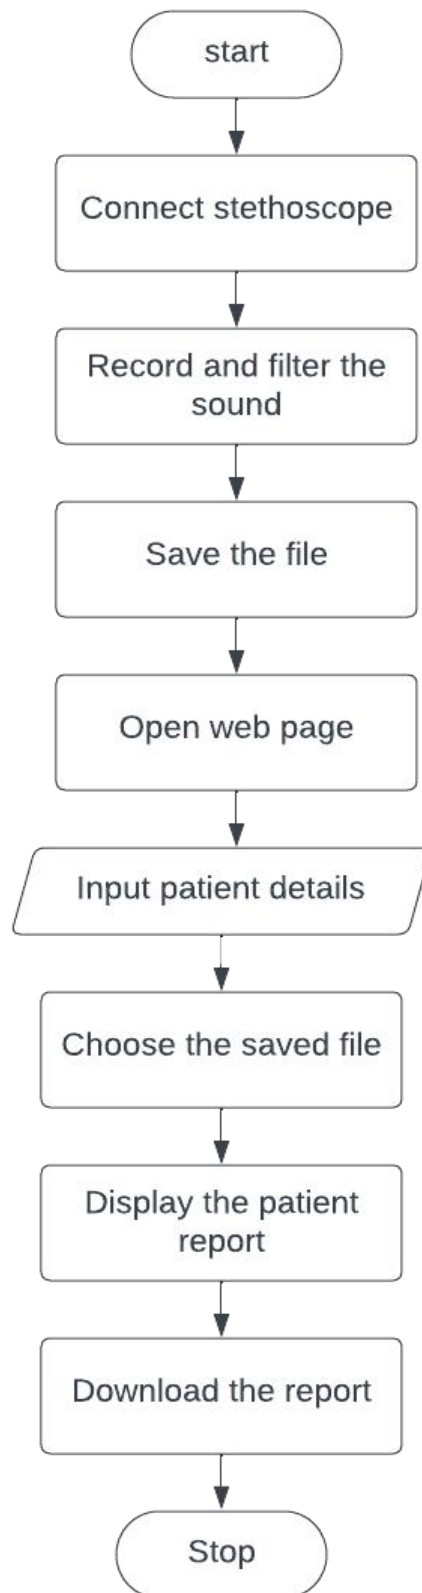 start
Connect stethoscope
Record and filter the
sound
Save the file
Open web page
Input patient details
Choose the saved file
Display the patient
report
Download the report
Stop